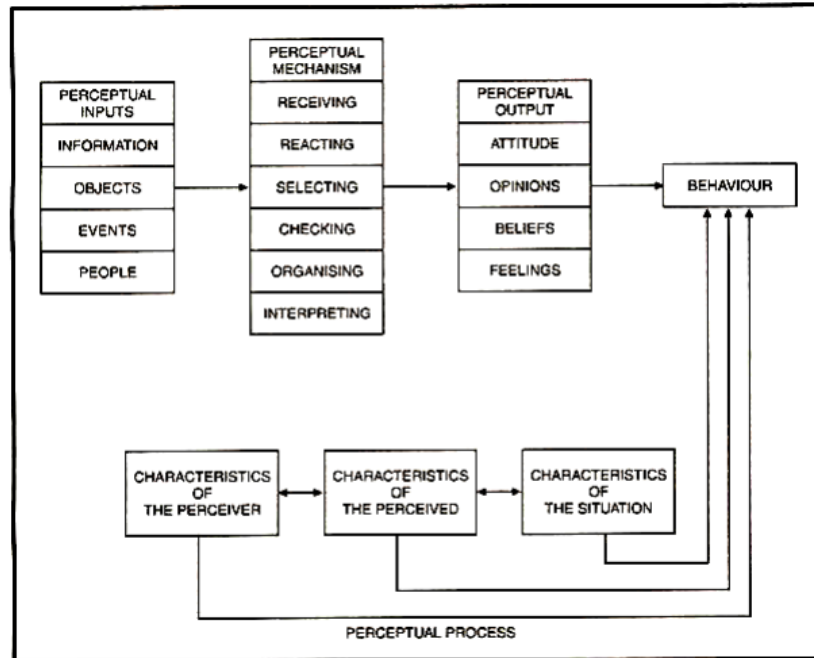 PERCEPTUAL
INPUTS
INFORMATION
OBJECTS
EVENTS
PEOPLE
PERCEPTUAL
MECHANISM
RECEIVING
REACTING
SELECTING
CHECKING
ORGANISING
INTERPRETING
PERCEPTUAL
OUTPUT
ATTITUDE
OPINIONS
BELIEFS
FEELINGS
BEHAVIOUR
CHARACTERISTICS
OF
THE PERCEIVER
CHARACTERISTICS
OF
THE PERCEIVED
CHARACTERISTICS
OF
THE SITUATION
PERCEPTUAL PROCESS